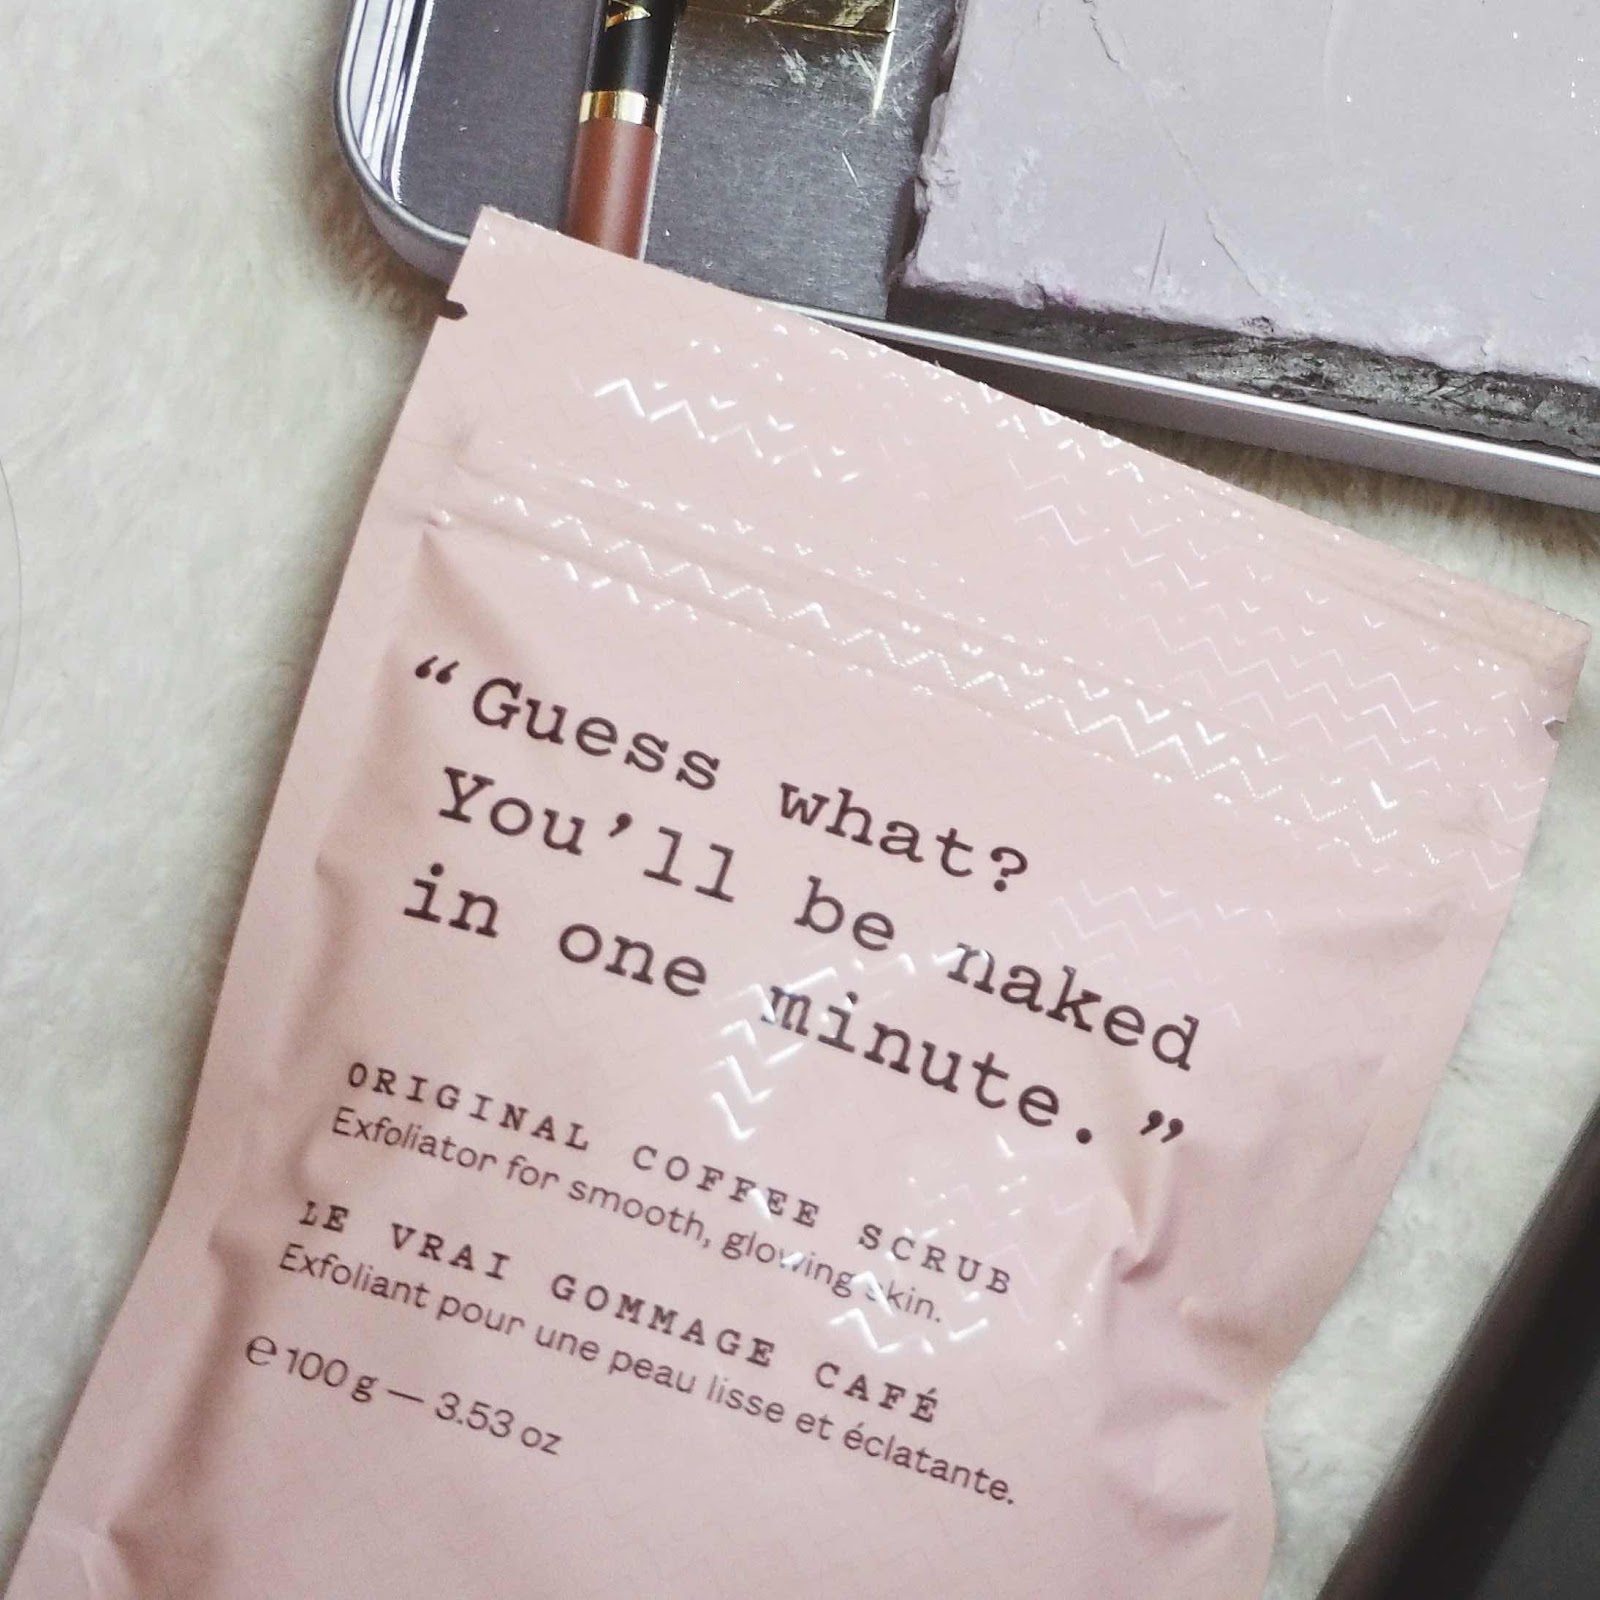 “Guess what?
You’ll be naked
in one minute.”
ORIGINAL COFFEE SCRUB
Exfoliator for smooth, glowing skin.
LE VRAI GOMMAGE CAFÉ
Exfoliant pour une peau lisse et éclatante.
℮ 100 g — 3.53 oz